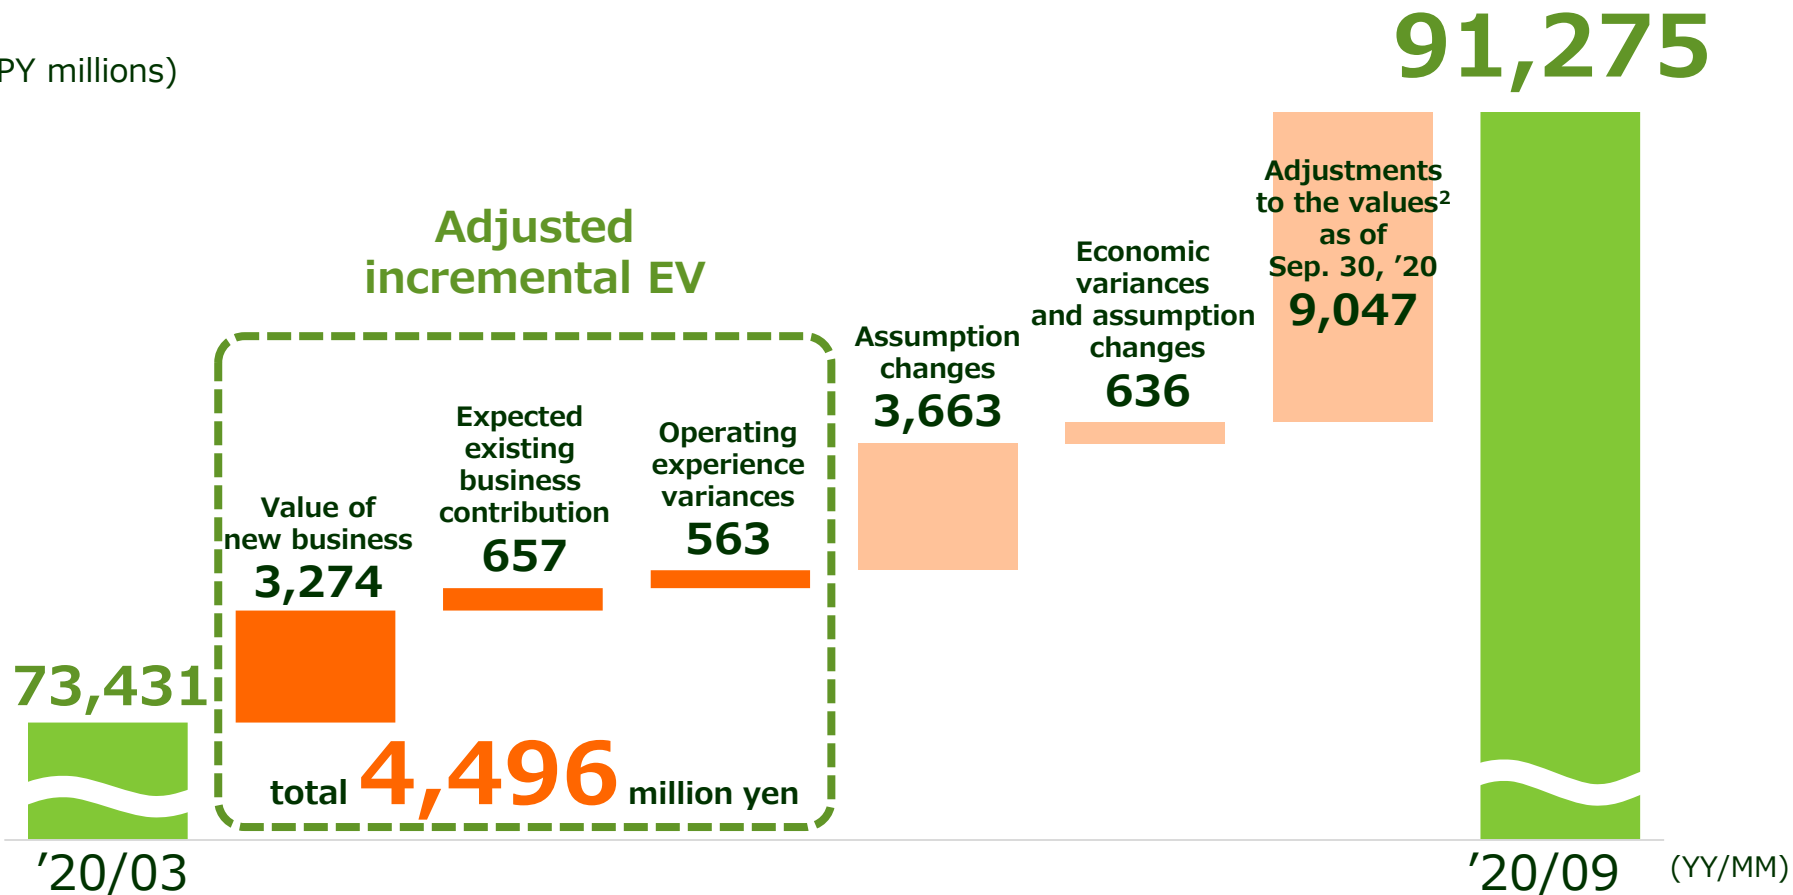 PY millions)
91,275
Adjusted
incremental EV
Adjustments
to the values²
as of
Sep. 30, ’20
9,047
Economic
variances
and assumption
changes
636
Assumption
changes
3,663
Expected
existing
business
contribution
657
Operating
experience
variances
563
Value of
new business
3,274
73,431
total 4,496 million yen
’20/03
’20/09
(YY/MM)